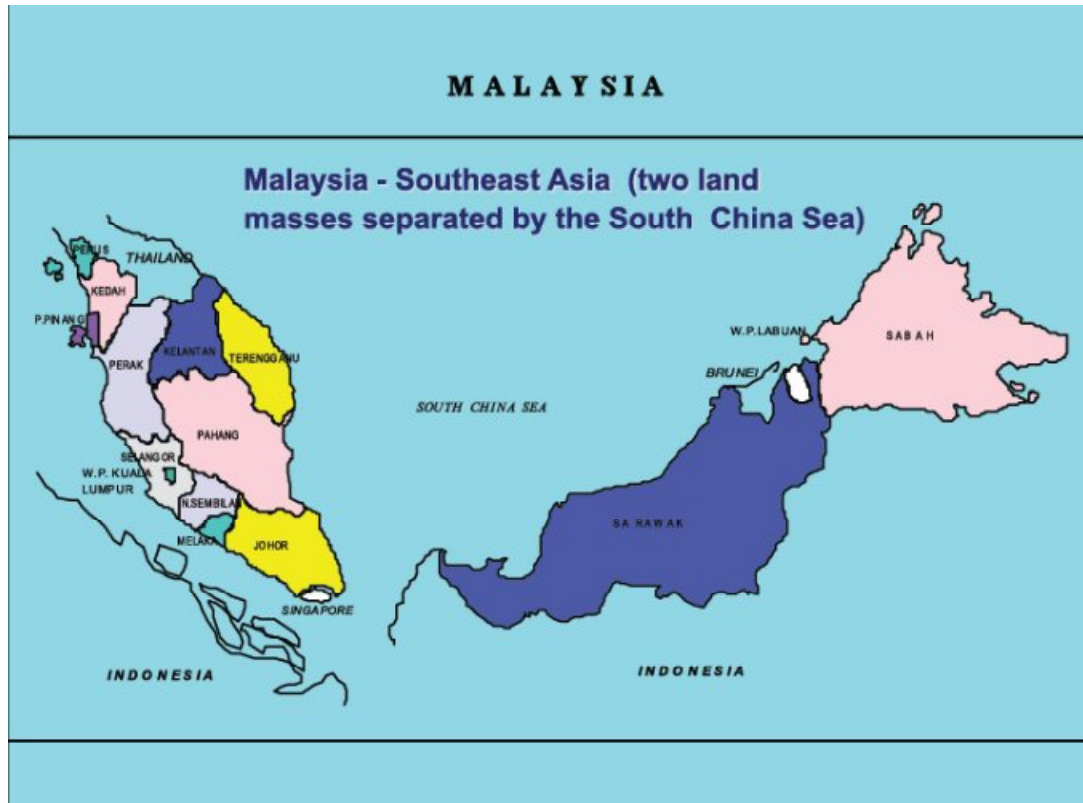 MALAYSIA
Malaysia - Southeast Asia (two land
masses separated by the South China Sea)
THAILAND
KEDAH
P.PINANG
PERAK
KELANTAN
TERENGGANU
PAHANG
SELANGOR
W.P. KUALA
LUMPUR
N.SEMBILAN
MELAKA
JOHOR
SINGAPORE
INDONESIA
SOUTH CHINA SEA
W.P.LABUAN
BRUNEI
SABAH
SARAWAK
INDONESIA